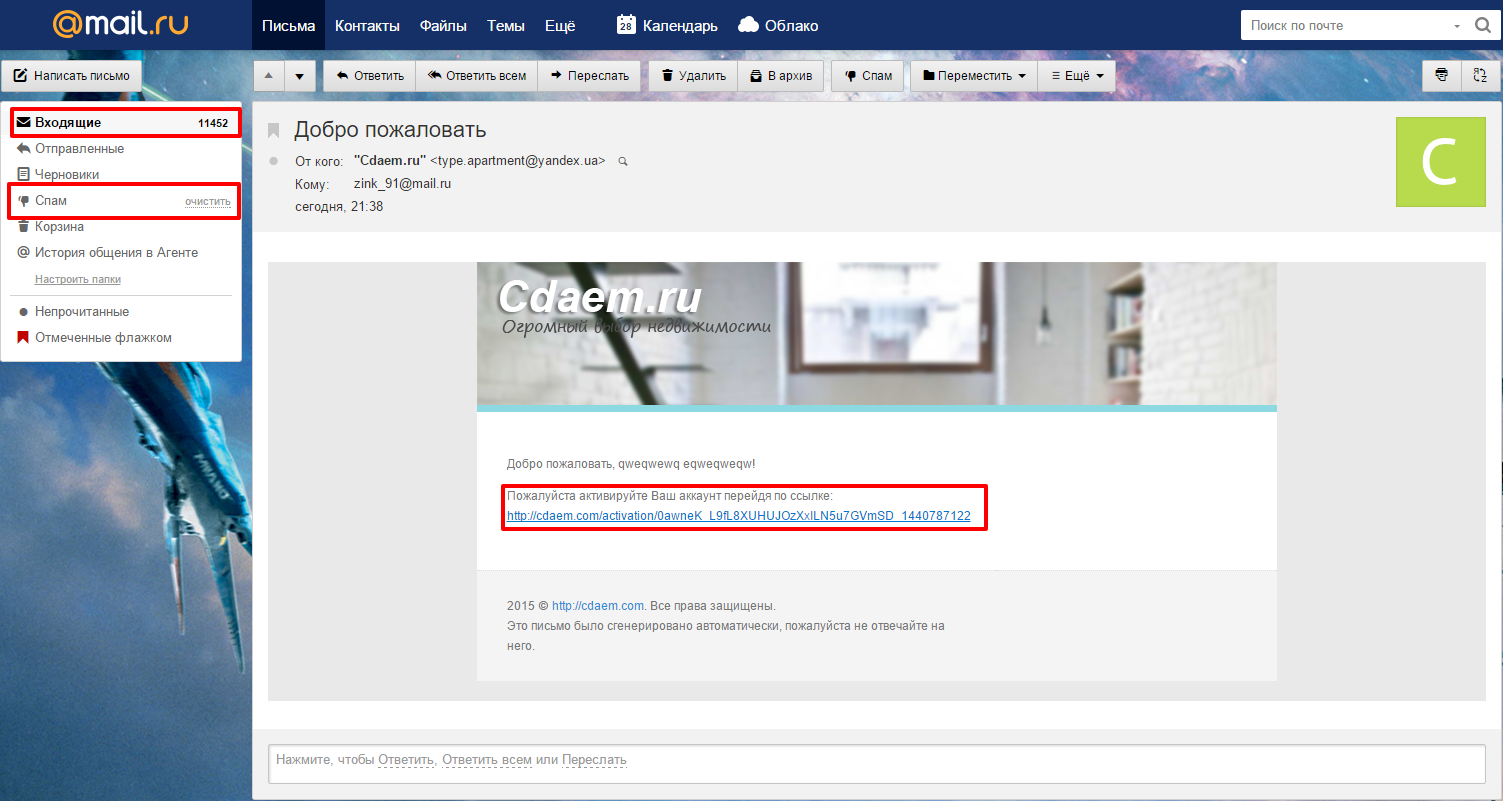 @mail.ru
Письма Контакты Файлы Темы Ещё 28 Календарь Облако
Поиск по почте
Написать письмо
Ответить Ответить всем Переслать Удалить В архив Спам Переместить Ещё
Входящие 11452
Отправленные
Черновики
Спам очистить
Корзина
История общения в Агенте
Настроить папки
Непрочитанные
Отмеченные флажком
Добро пожаловать
От кого: "Cdaem.ru" <type.apartment@yandex.ua>
Кому: zink_91@mail.ru
сегодня, 21:38
C
Cdaem.ru
Огромный выбор недвижимости
Добро пожаловать, qweqwewq eqweqweqw!
Пожалуйста активируйте Ваш аккаунт перейдя по ссылке:
http://cdaem.com/activation/0awneK_L9fL8XUHUJOzXxILN5u7GVmSD_1440787122
2015 © http://cdaem.com. Все права защищены.
Это письмо было сгенерировано автоматически, пожалуйста не отвечайте на
него.
Нажмите, чтобы Ответить, Ответить всем или Переслать